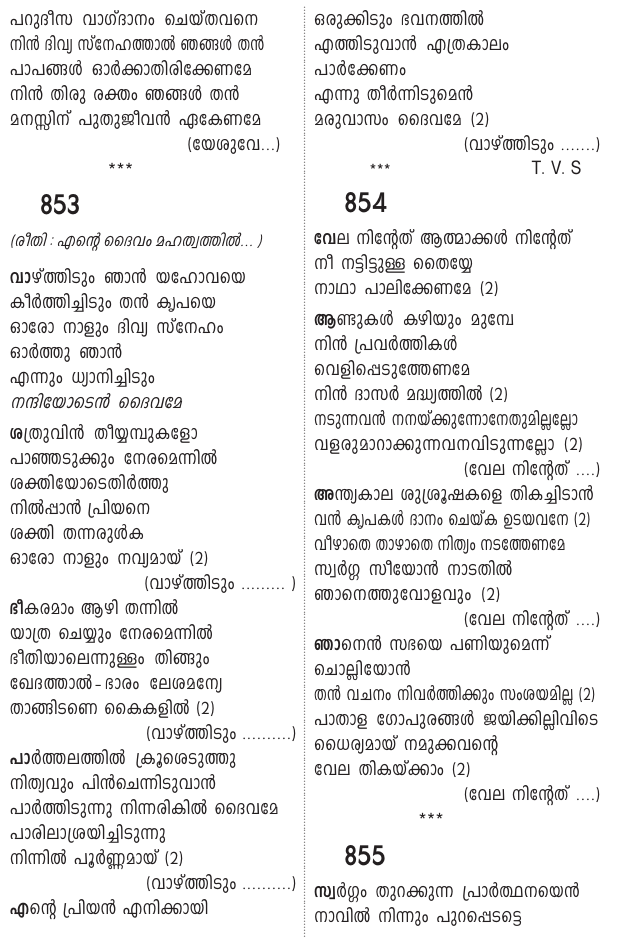 പറുദീസ വാഗ്ദാനം ചെയ്തവനെ
നിൻ ദിവ്യ സ്നേഹത്താൽ ഞങ്ങൾ തൻ
പാപങ്ങൾ ഓർക്കാതിരിക്കേണമേ
നിൻ തിരു രക്തം ഞങ്ങൾ തൻ
മനസ്സിന് പുതുജീവൻ ഏകേണമേ
(യേശുവേ...)
***
853
(രീതി : എന്റെ ദൈവം മഹത്വത്തിൽ... )
വാഴ്ത്തിടും ഞാൻ യഹോവയെ
കീർത്തിച്ചിടും തൻ കൃപയെ
ഓരോ നാളും ദിവ്യ സ്നേഹം
ഓർത്തു ഞാൻ
എന്നും ധ്യാനിച്ചിടും
നന്ദിയോടെൻ ദൈവമേ
ശത്രുവിൻ തീയ്യമ്പുകളോ
പാഞ്ഞടുക്കും നേരമെന്നിൽ
ശക്തിയോടെതിർത്തു
നിൽപ്പാൻ പ്രിയനെ
ശക്തി തന്നരുൾക
ഓരോ നാളും നവ്യമായ് (2)
(വാഴ്ത്തിടും ......... )
ഭീകരമാം ആഴി തന്നിൽ
യാത്ര ചെയ്യും നേരമെന്നിൽ
ഭീതിയാലെന്നുള്ളം തിങ്ങും
ഖേദത്താൽ - ഭാരം ലേശമന്യേ
താങ്ങിടണെ കൈകളിൽ (2)
(വാഴ്ത്തിടും ..........)
പാർത്തലത്തിൽ ക്രൂശെടുത്തു
നിത്യവും പിൻചെന്നിടുവാൻ
പാർത്തിടുന്നു നിന്നരികിൽ ദൈവമേ
പാരിലാശ്രയിച്ചിടുന്നു
നിന്നിൽ പൂർണ്ണമായ് (2)
(വാഴ്ത്തിടും ..........)
എന്റെ പ്രിയൻ എനിക്കായി
ഒരുക്കിടും ഭവനത്തിൽ
എത്തിടുവാൻ എത്രകാലം
പാർക്കേണം
എന്നു തീർന്നിടുമെൻ
മരുവാസം ദൈവമേ (2)
(വാഴ്ത്തിടും .......)
*** T. V. S
854
വേല നിന്റേത് ആത്മാക്കൾ നിന്റേത്
നീ നട്ടിട്ടുള്ള തൈയ്യേ
നാഥാ പാലിക്കേണമേ (2)
ആണ്ടുകൾ കഴിയും മുമ്പേ
നിൻ പ്രവർത്തികൾ
വെളിപ്പെടുത്തേണമേ
നിൻ ദാസർ മദ്ധ്യത്തിൽ (2)
നടുന്നവൻ നനയ്ക്കുന്നോനേതുമില്ലല്ലോ
വളരുമാറാക്കുന്നവനവിടുന്നല്ലോ (2)
(വേല നിന്റേത് ....)
അന്ത്യകാല ശുശ്രൂഷകളെ തികച്ചിടാൻ
വൻ കൃപകൾ ദാനം ചെയ്ക ഉടയവനേ (2)
വീഴാതെ താഴാതെ നിത്യം നടത്തേണമേ
സ്വർഗ്ഗ സീയോൻ നാടതിൽ
ഞാനെത്തുവോളവും (2)
(വേല നിന്റേത് ....)
ഞാനെൻ സഭയെ പണിയുമെന്ന്
ചൊല്ലിയോൻ
തൻ വചനം നിവർത്തിക്കും സംശയമില്ല (2)
പാതാള ഗോപുരങ്ങൾ ജയിക്കില്ലിവിടെ
ധൈര്യമായ് നമുക്കവന്റെ
വേല തികയ്ക്കാം (2)
(വേല നിന്റേത് ....)
***
855
സ്വർഗ്ഗം തുറക്കുന്ന പ്രാർത്ഥനയെൻ
നാവിൽ നിന്നും പുറപ്പെടട്ടെ